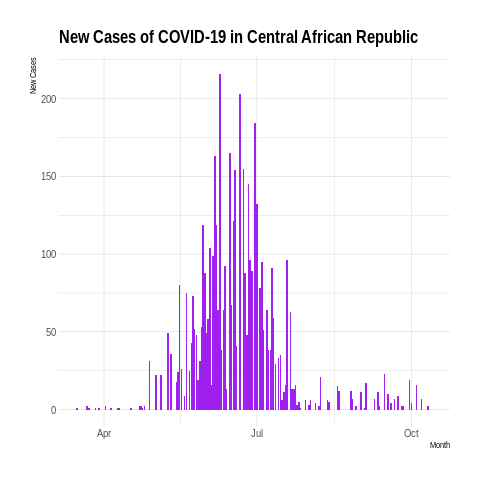 New Cases of COVID-19 in Central African Republic
New Cases
200
150
100
50
0
Apr
Jul
Oct
Month